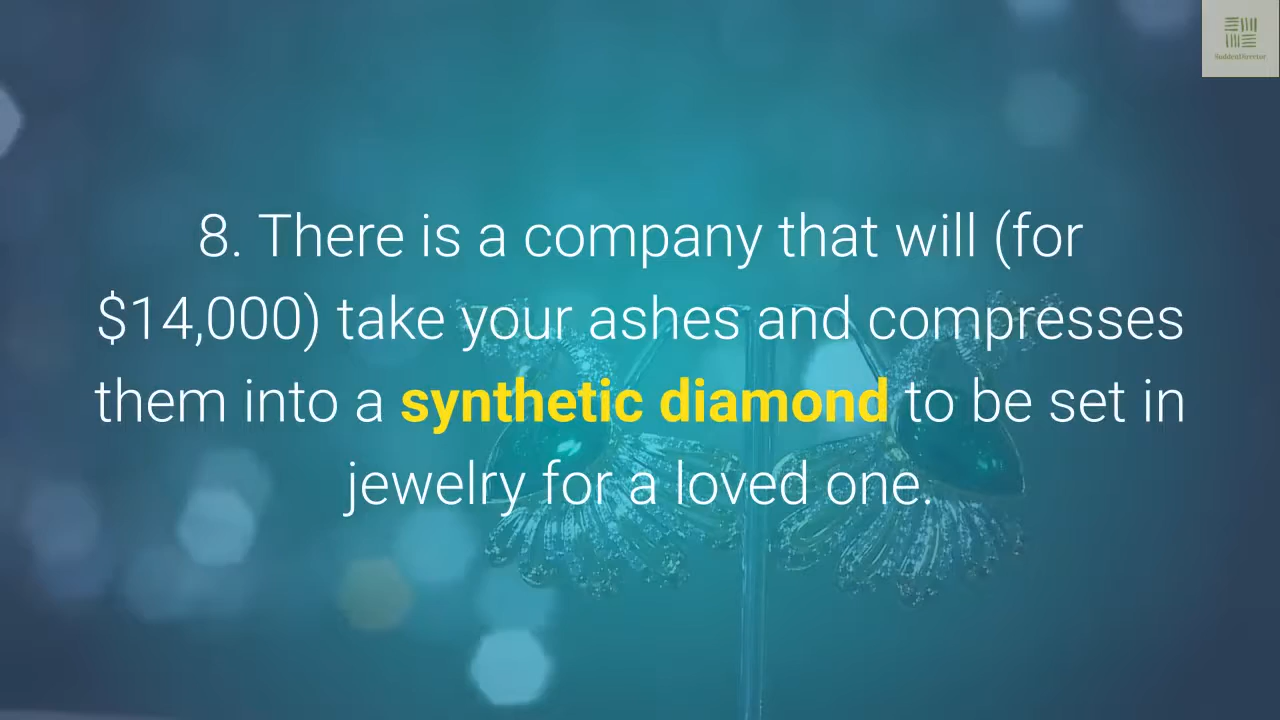 SuddenDirector
8. There is a company that will (for
$14,000) take your ashes and compresses
them into a synthetic diamond to be set in
jewelry for a loved one.